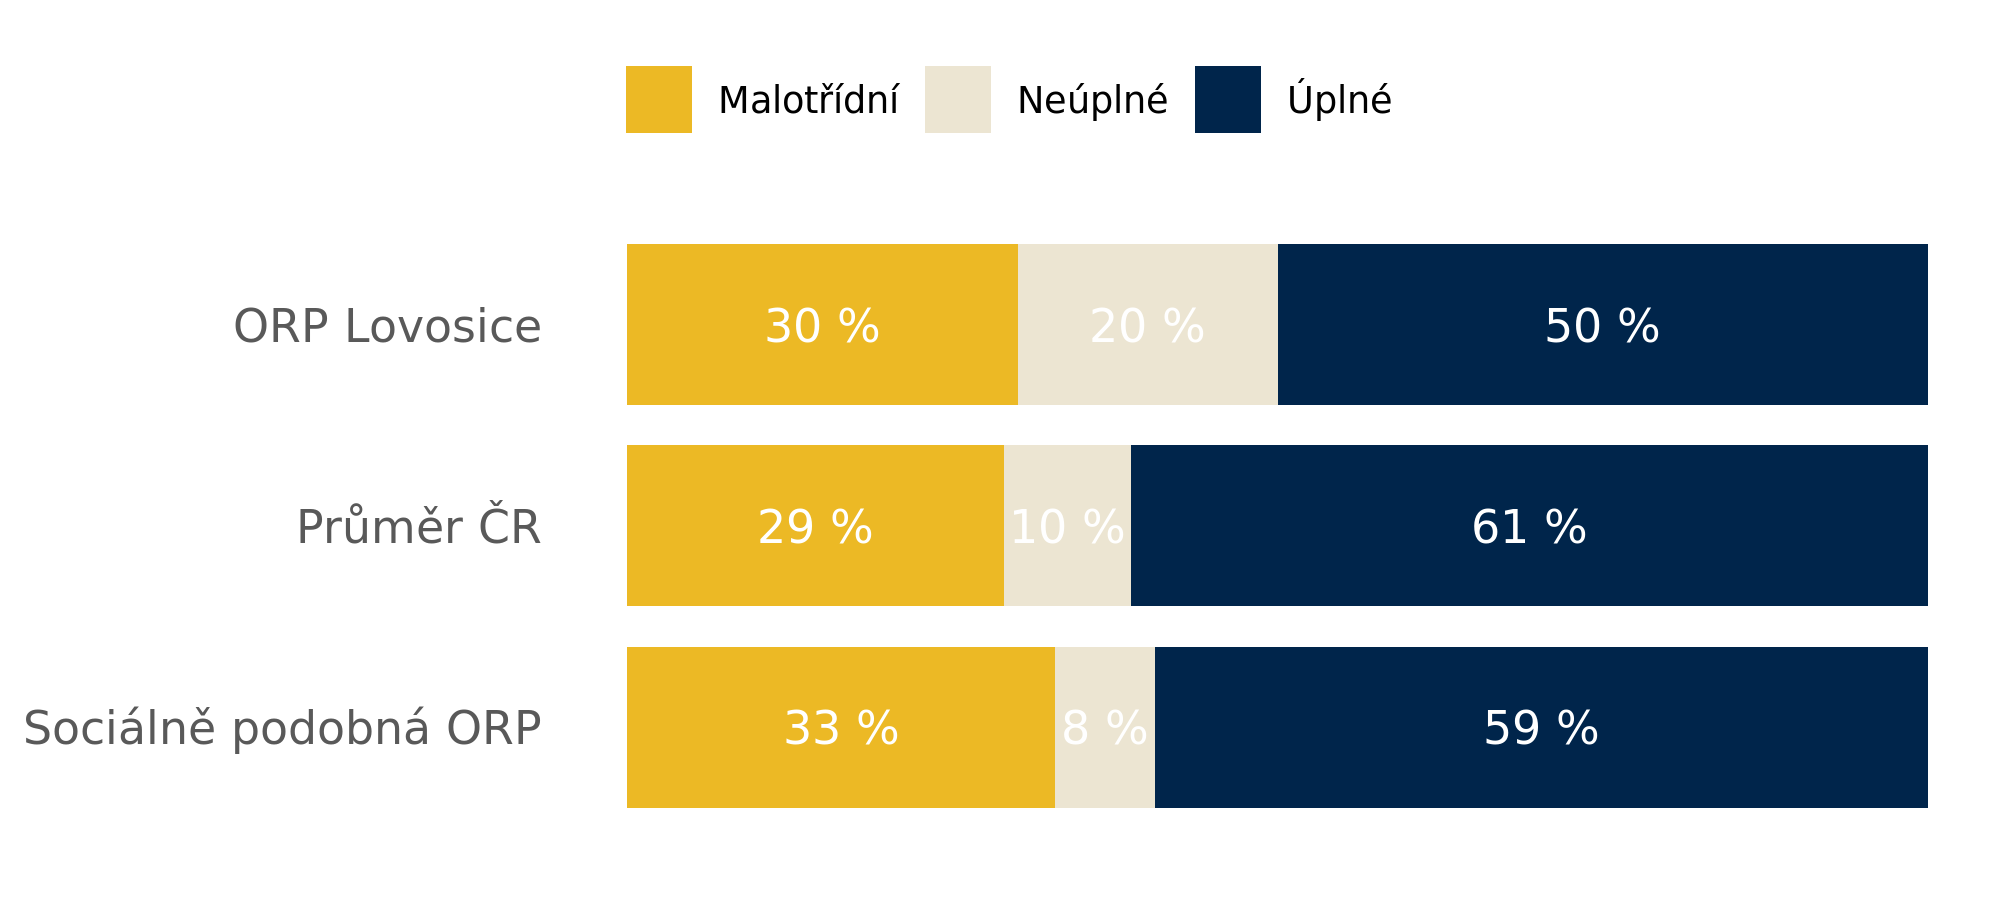 Malotřídní Neúplné Úplné
ORP Lovosice 30 % 20 % 50 %
Průměr ČR 29 % 10 % 61 %
Sociálně podobná ORP 33 % 8 % 59 %